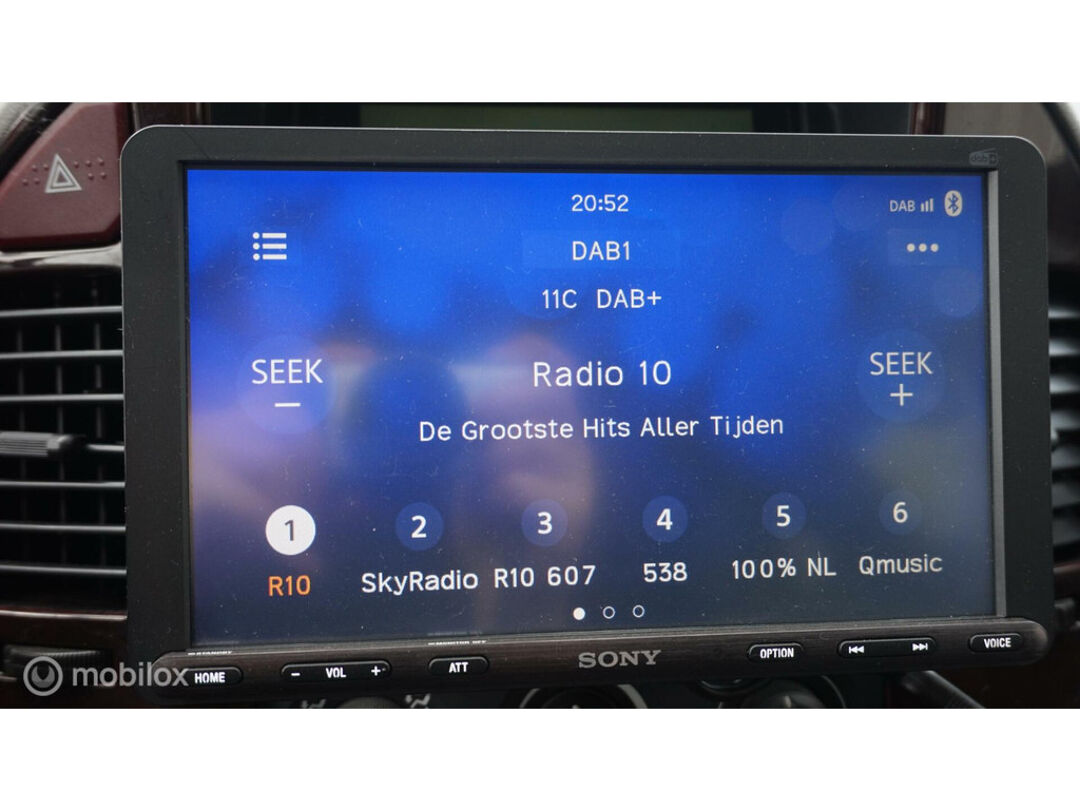 dab+
20:52
DAB
DAB1
11C DAB+
SEEK
−
Radio 10
SEEK
+
De Grootste Hits Aller Tijden
1 2 3 4 5 6
R10 SkyRadio R10 607 538 100% NL Qmusic
HOME − VOL + ATT SONY OPTION VOICE
mobilox